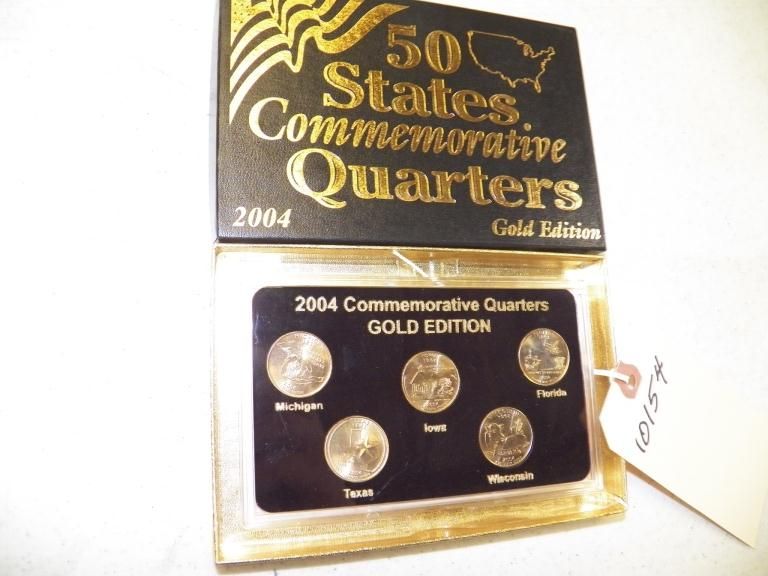 50
States
Commemorative
Quarters
2004
Gold Edition
2004 Commemorative Quarters
GOLD EDITION
Michigan
Iowa
Florida
Texas
Wisconsin
10154